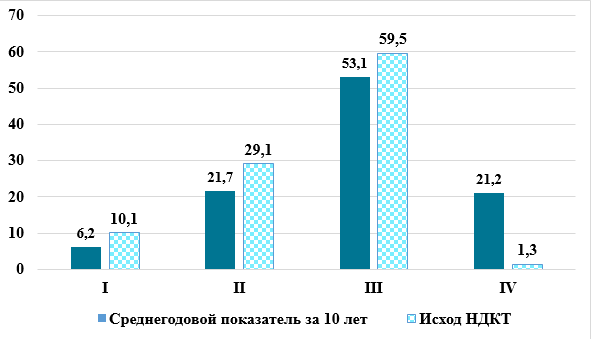 70
60
50
40
30
20
10
0
6,2
10,1
21,7
29,1
53,1
59,5
21,2
1,3
I
II
III
IV
Среднегодовой показатель за 10 лет
Исход НДКТ